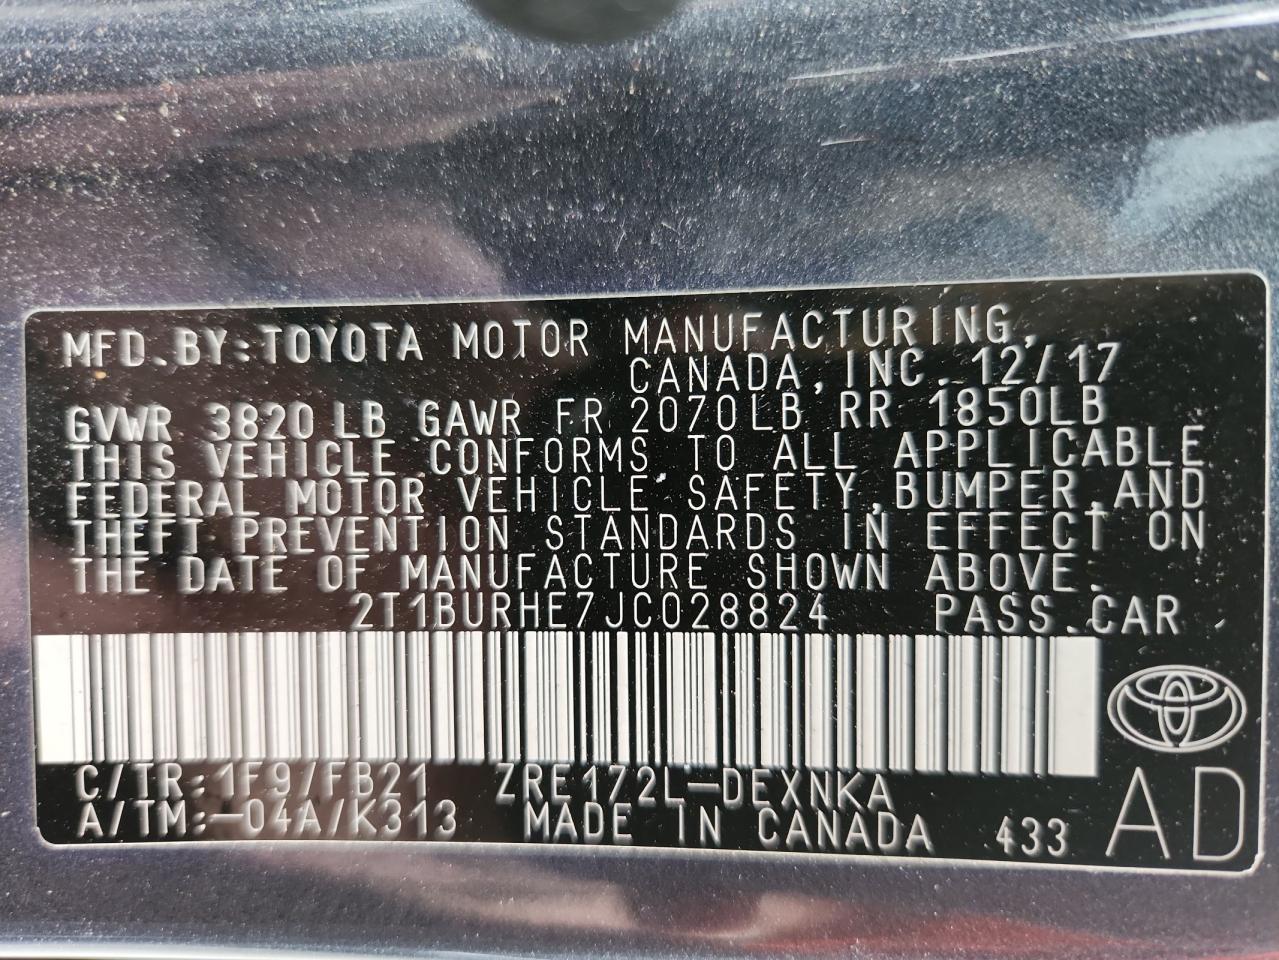 MFD.BY:TOYOTA MOTOR MANUFACTURING,
CANADA, INC. 12/17
GVWR 3820 LB GAWR FR 2070LB RR 1850LB
THIS VEHICLE CONFORMS TO ALL APPLICABLE
FEDERAL MOTOR VEHICLE SAFETY,BUMPER,AND
THEFT PREVENTION STANDARDS IN EFFECT ON
THE DATE OF MANUFACTURE SHOWN ABOVE.
2T1BURHE7JC028824 PASS.CAR
C/TR:1F9/FB21 ZRE172L-DEXNKA
A/TM:-04A/K313 MADE IN CANADA 433 AD